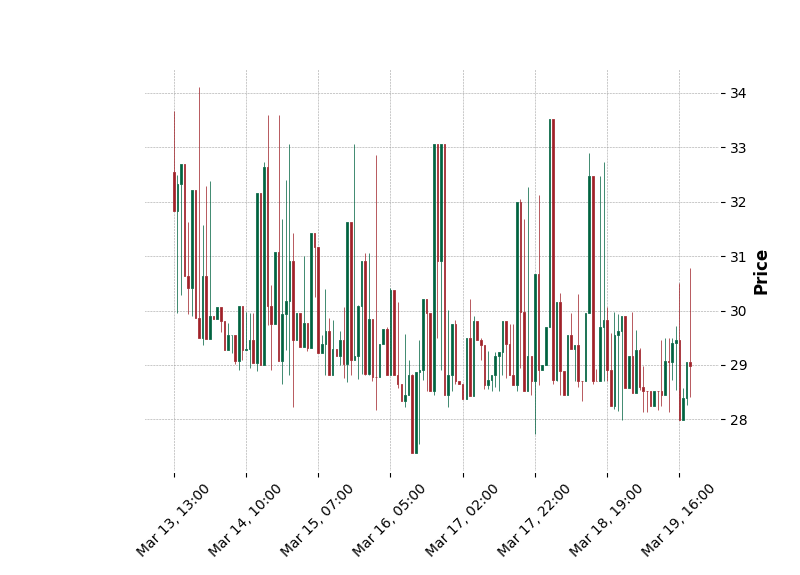 34
33
32
31
30
29
28
Price
Mar 13, 13:00
Mar 14, 10:00
Mar 15, 07:00
Mar 16, 05:00
Mar 17, 02:00
Mar 17, 22:00
Mar 18, 19:00
Mar 19, 16:00